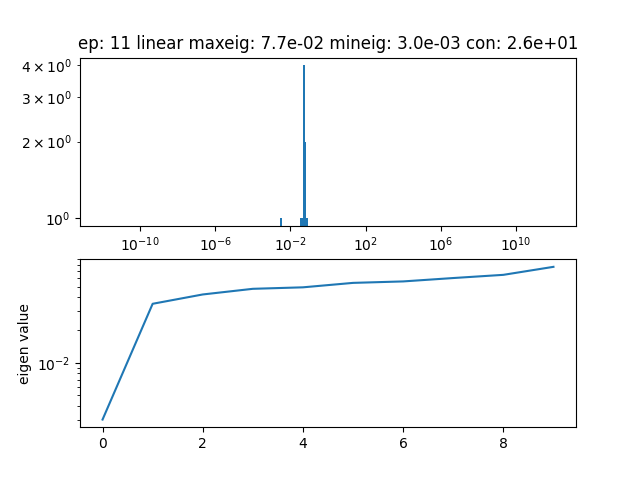 ep: 11 linear maxeig: 7.7e-02 mineig: 3.0e-03 con: 2.6e+01
4 × 10⁰
3 × 10⁰
2 × 10⁰
10⁰
10⁻¹⁰ 10⁻⁶ 10⁻² 10² 10⁶ 10¹⁰
eigen value
10⁻²
0 2 4 6 8